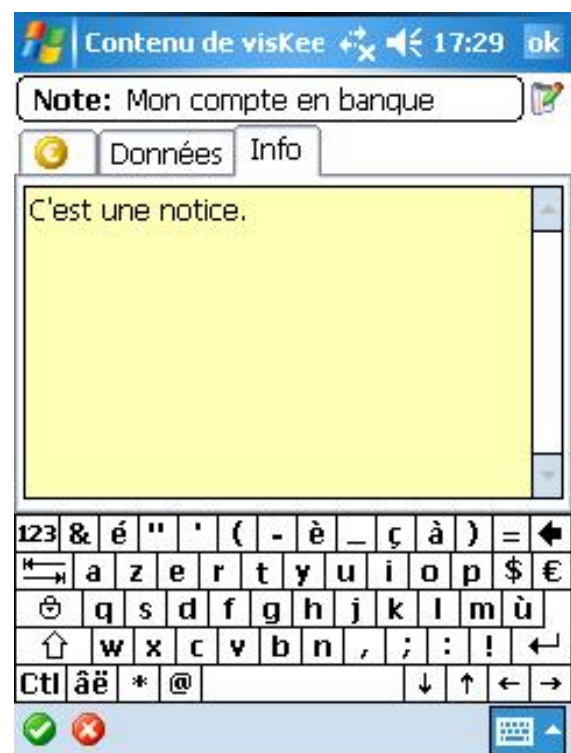 Contenu de visKee 17:29 ok
Note: Mon compte en banque
Données Info
C'est une notice.
123 & é " ' ( - è _ ç à ) =
a z e r t y u i o p $ €
q s d f g h j k l m ù
w x c v b n , ; : !
Ctl âë * @ ↓ ↑ ← →